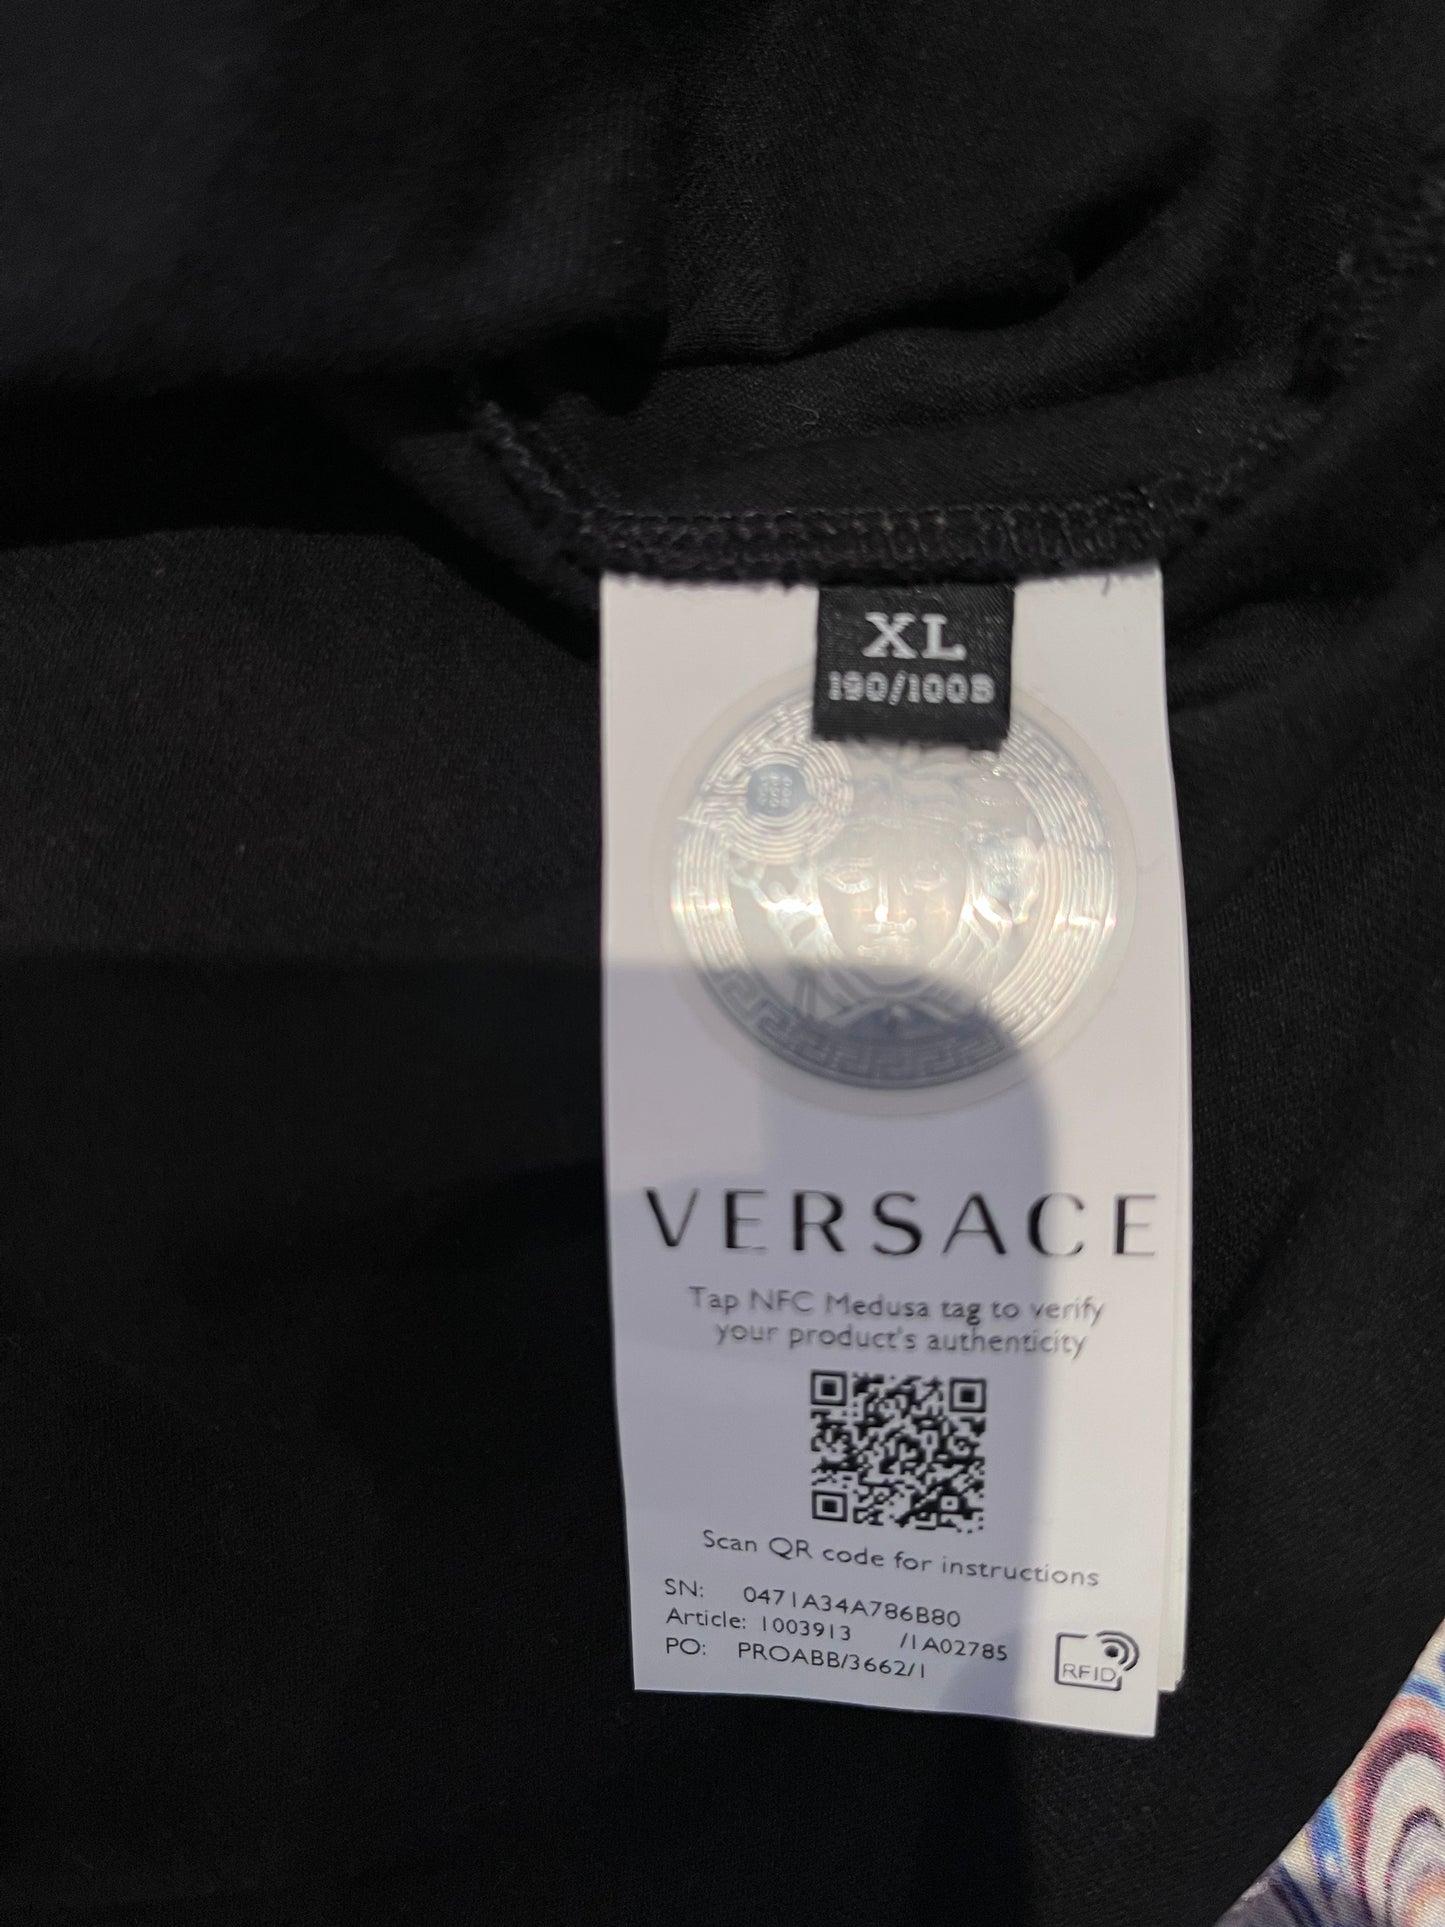 XL
190/100B
VERSACE
Tap NFC Medusa tag to verify
your product's authenticity
Scan QR code for instructions
SN: 0471A34A786B80
Article: 1003913 /1A02785
PO: PROABB/3662/1
RFID